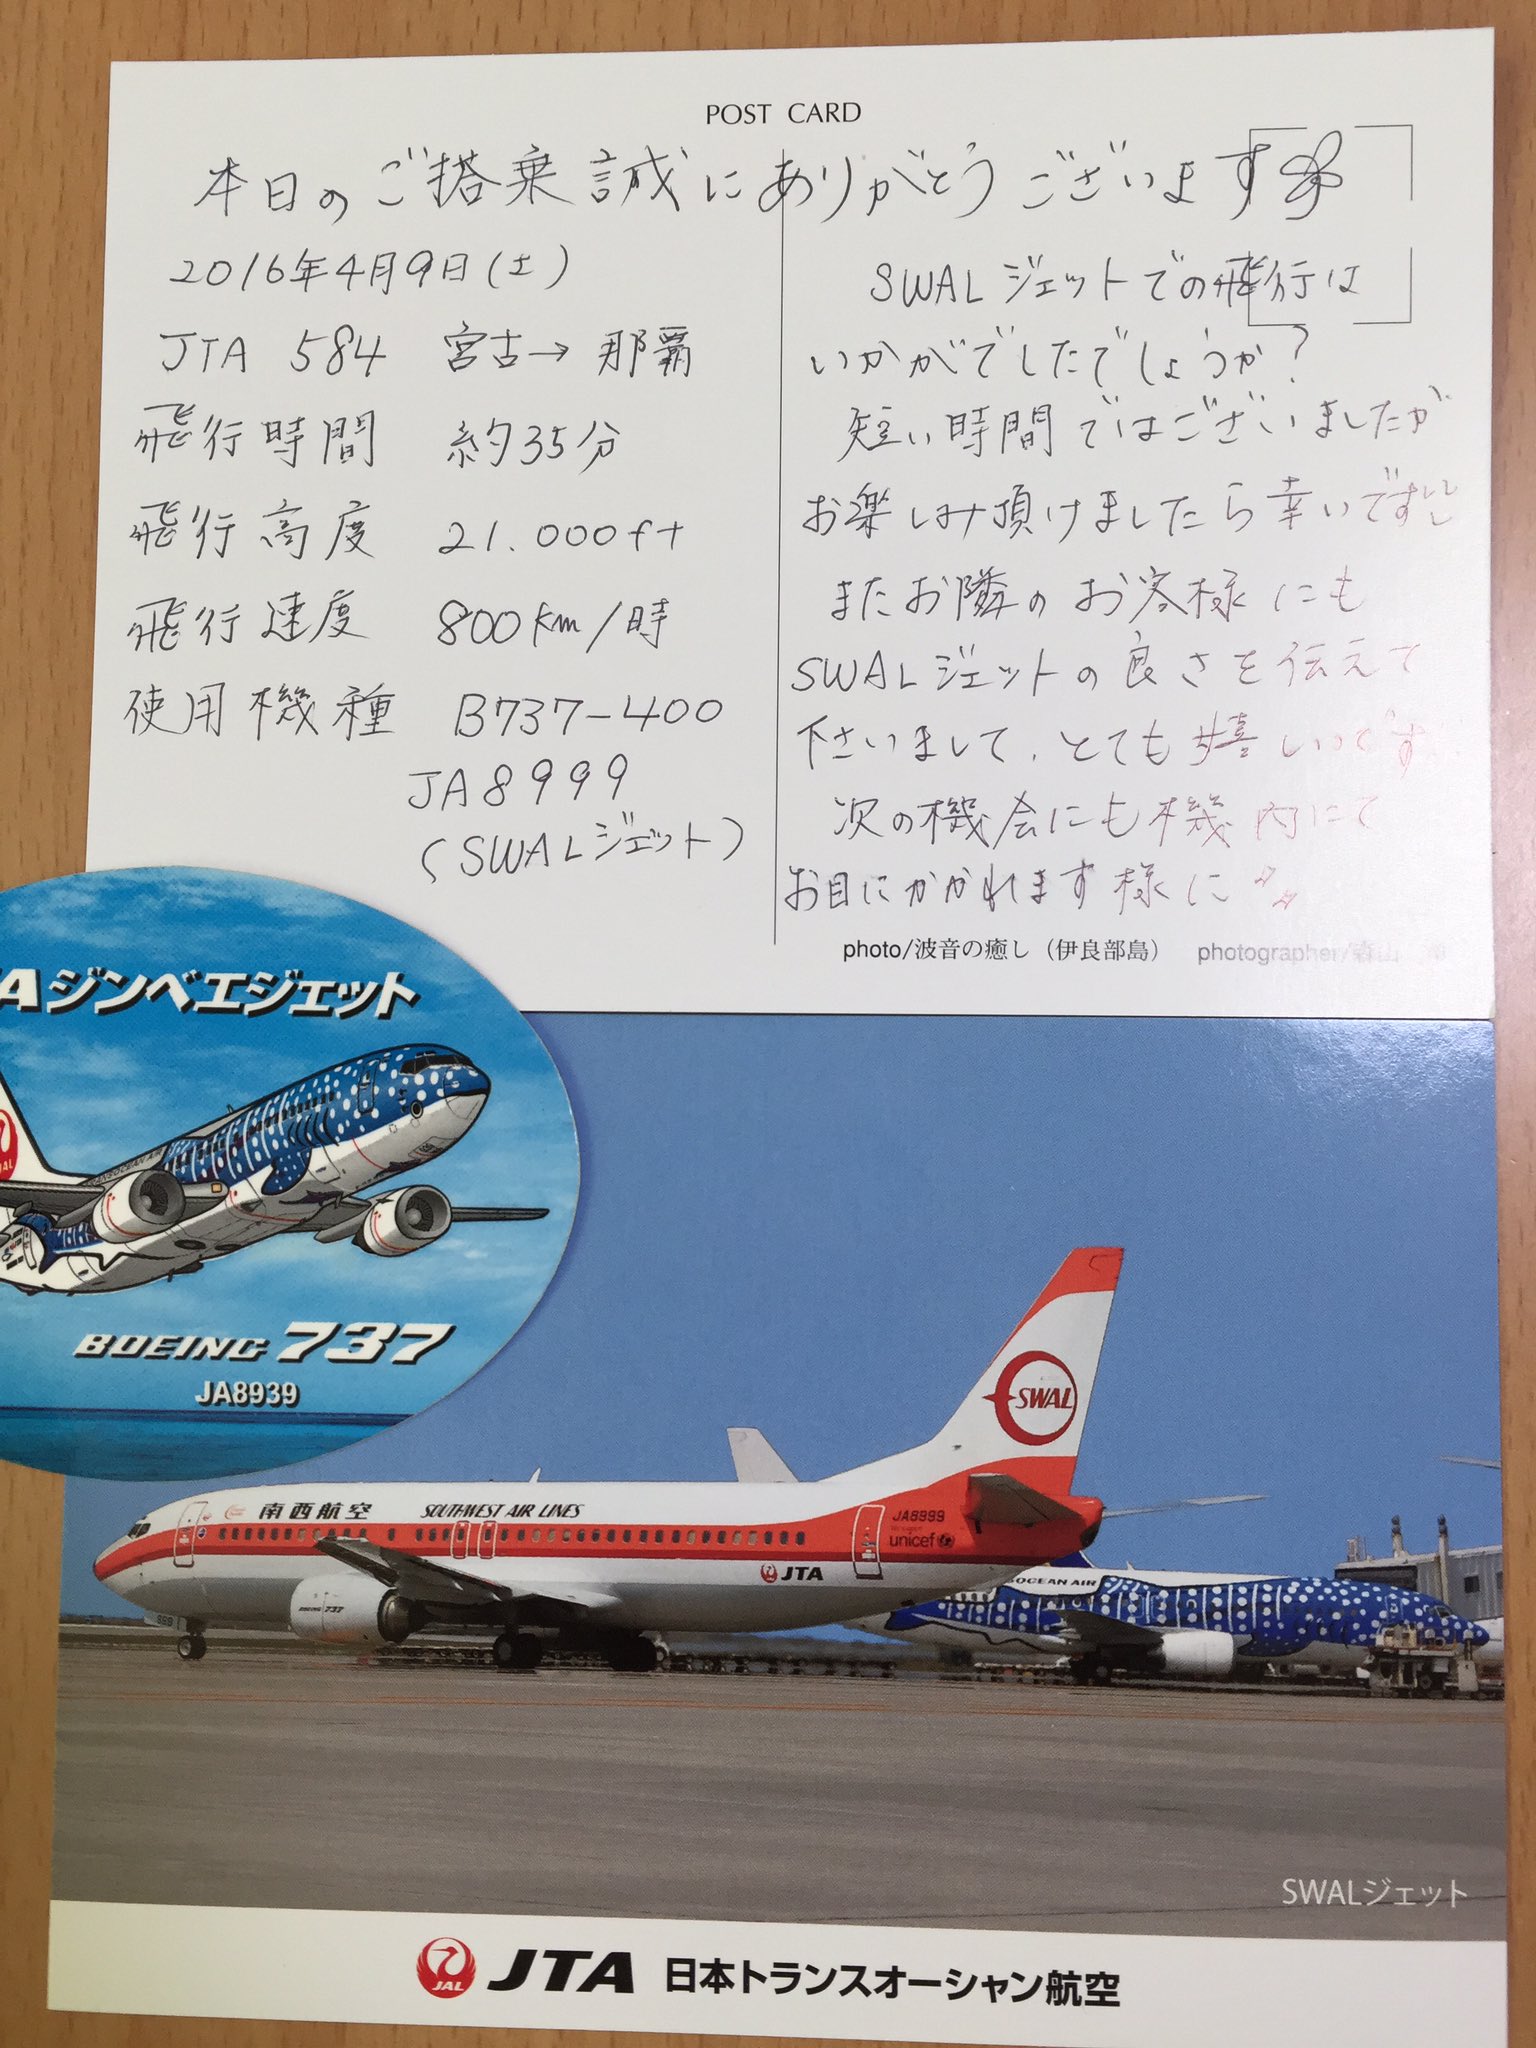 POST CARD
本日のご搭乗誠にありがとうございます
2016年4月9日(土)
JTA 584 宮古→那覇
飛行時間 約35分
飛行高度 21.000ft
飛行速度 800km/時
使用機種 B737-400
JA8999
(SWALジェット)
SWALジェットでの飛行は
いかがでしたでしょうか?
短い時間ではございましたが
お楽しみ頂けましたら幸いです
またお隣のお客様にも
SWALジェットの良さを伝えて
下さいまして、とても嬉しいです
次の機会にも機内にて
お目にかかれます様に
photo/波音の癒し(伊良部島) photographer/森山
Aジンベエジェット
JAL
TRANSOCEAN AIR
BOEING 737
JA8939
SWAL
南西航空 SOUTHWEST AIR LINES
JA8999
unicef
JTA
BOEING 737
OCEAN AIR
SWALジェット
JAL JTA 日本トランスオーシャン航空